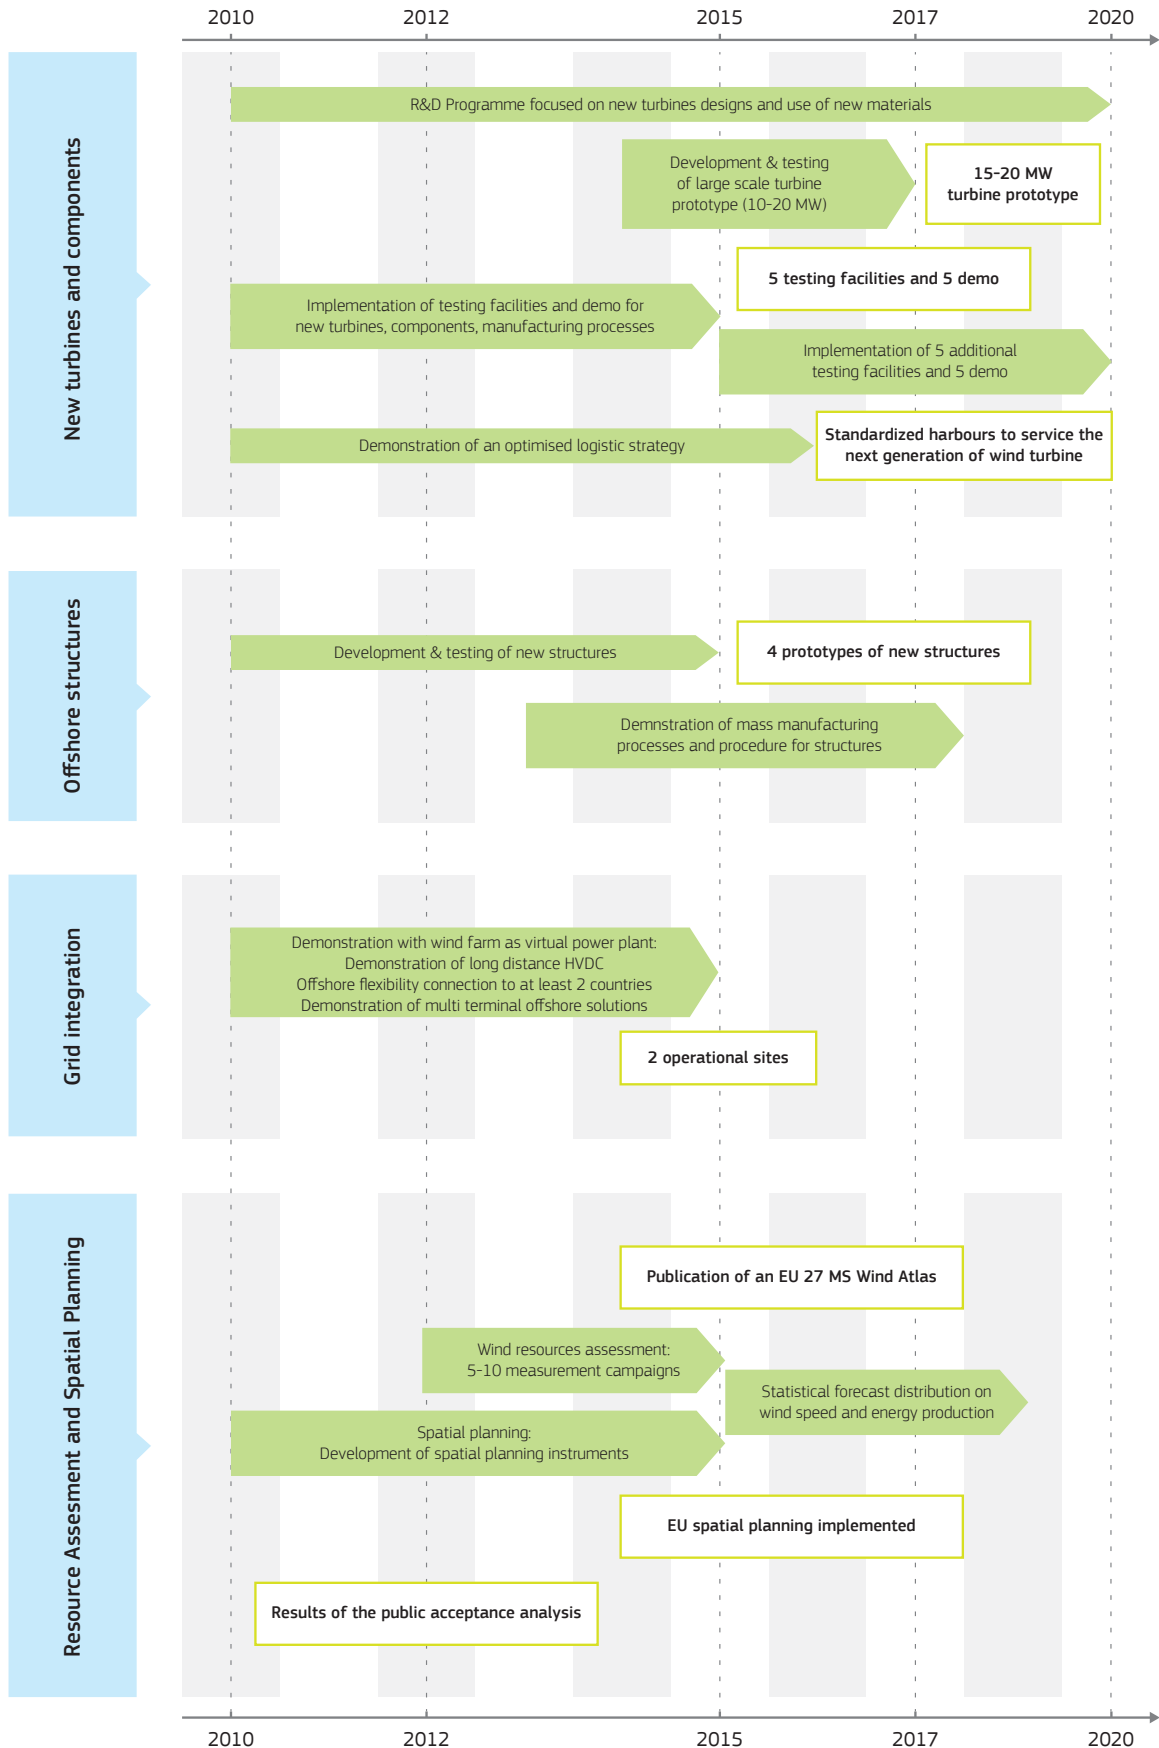 2010 2012 2015 2017 2020
New turbines and components
R&D Programme focused on new turbines designs and use of new materials
Development & testing
of large scale turbine
prototype (10-20 MW)
15-20 MW
turbine prototype
5 testing facilities and 5 demo
Implementation of testing facilities and demo for
new turbines, components, manufacturing processes
Implementation of 5 additional
testing facilities and 5 demo
Demonstration of an optimised logistic strategy
Standardized harbours to service the
next generation of wind turbine
Offshore structures
Development & testing of new structures
4 prototypes of new structures
Demnstration of mass manufacturing
processes and procedure for structures
Grid integration
Demonstration with wind farm as virtual power plant:
Demonstration of long distance HVDC
Offshore flexibility connection to at least 2 countries
Demonstration of multi terminal offshore solutions
2 operational sites
Resource Assesment and Spatial Planning
Publication of an EU 27 MS Wind Atlas
Wind resources assessment:
5-10 measurement campaigns
Statistical forecast distribution on
wind speed and energy production
Spatial planning:
Development of spatial planning instruments
EU spatial planning implemented
Results of the public acceptance analysis
2010 2012 2015 2017 2020